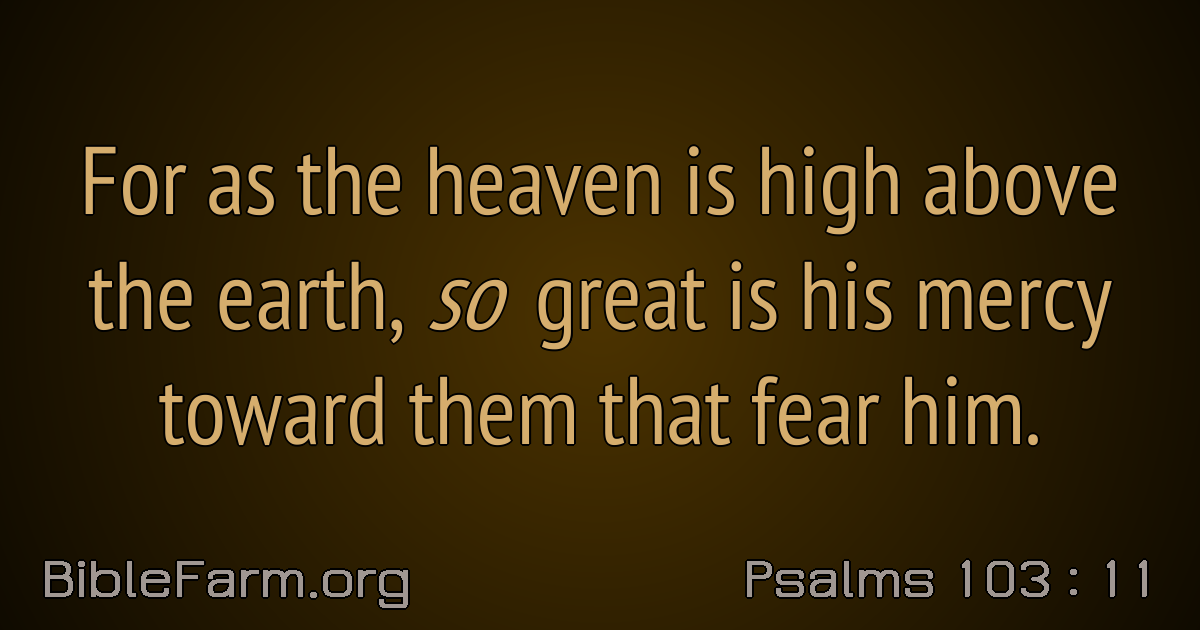 For as the heaven is high above
the earth, so great is his mercy
toward them that fear him.
BibleFarm.org
Psalms 103 : 11